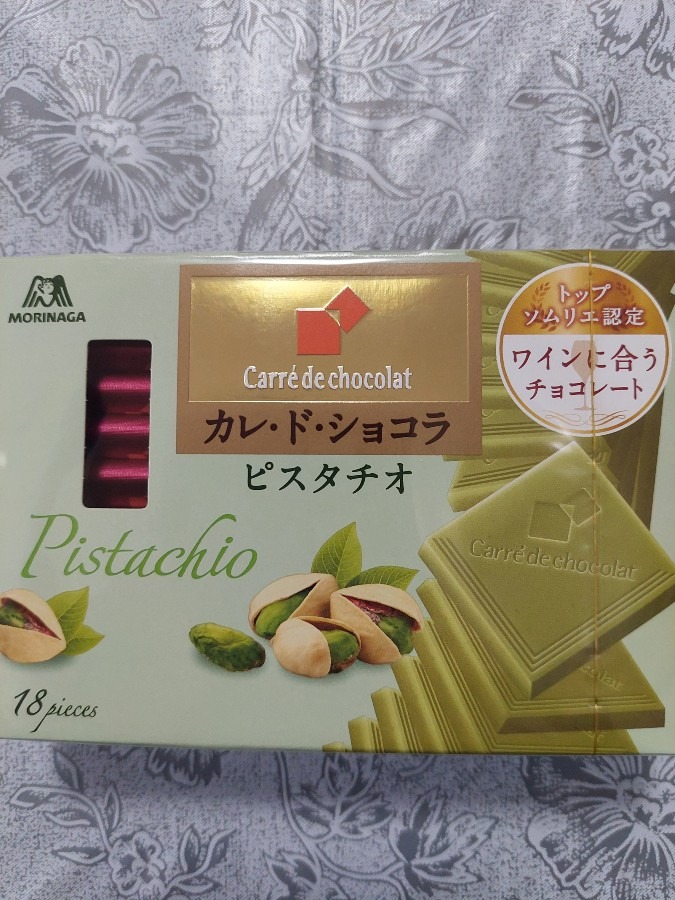 MORINAGA
Carré de chocolat
カレ・ド・ショコラ
ピスタチオ
トップ
ソムリエ認定
ワインに合う
チョコレート
Pistachio
Carré de chocolat
18 pieces